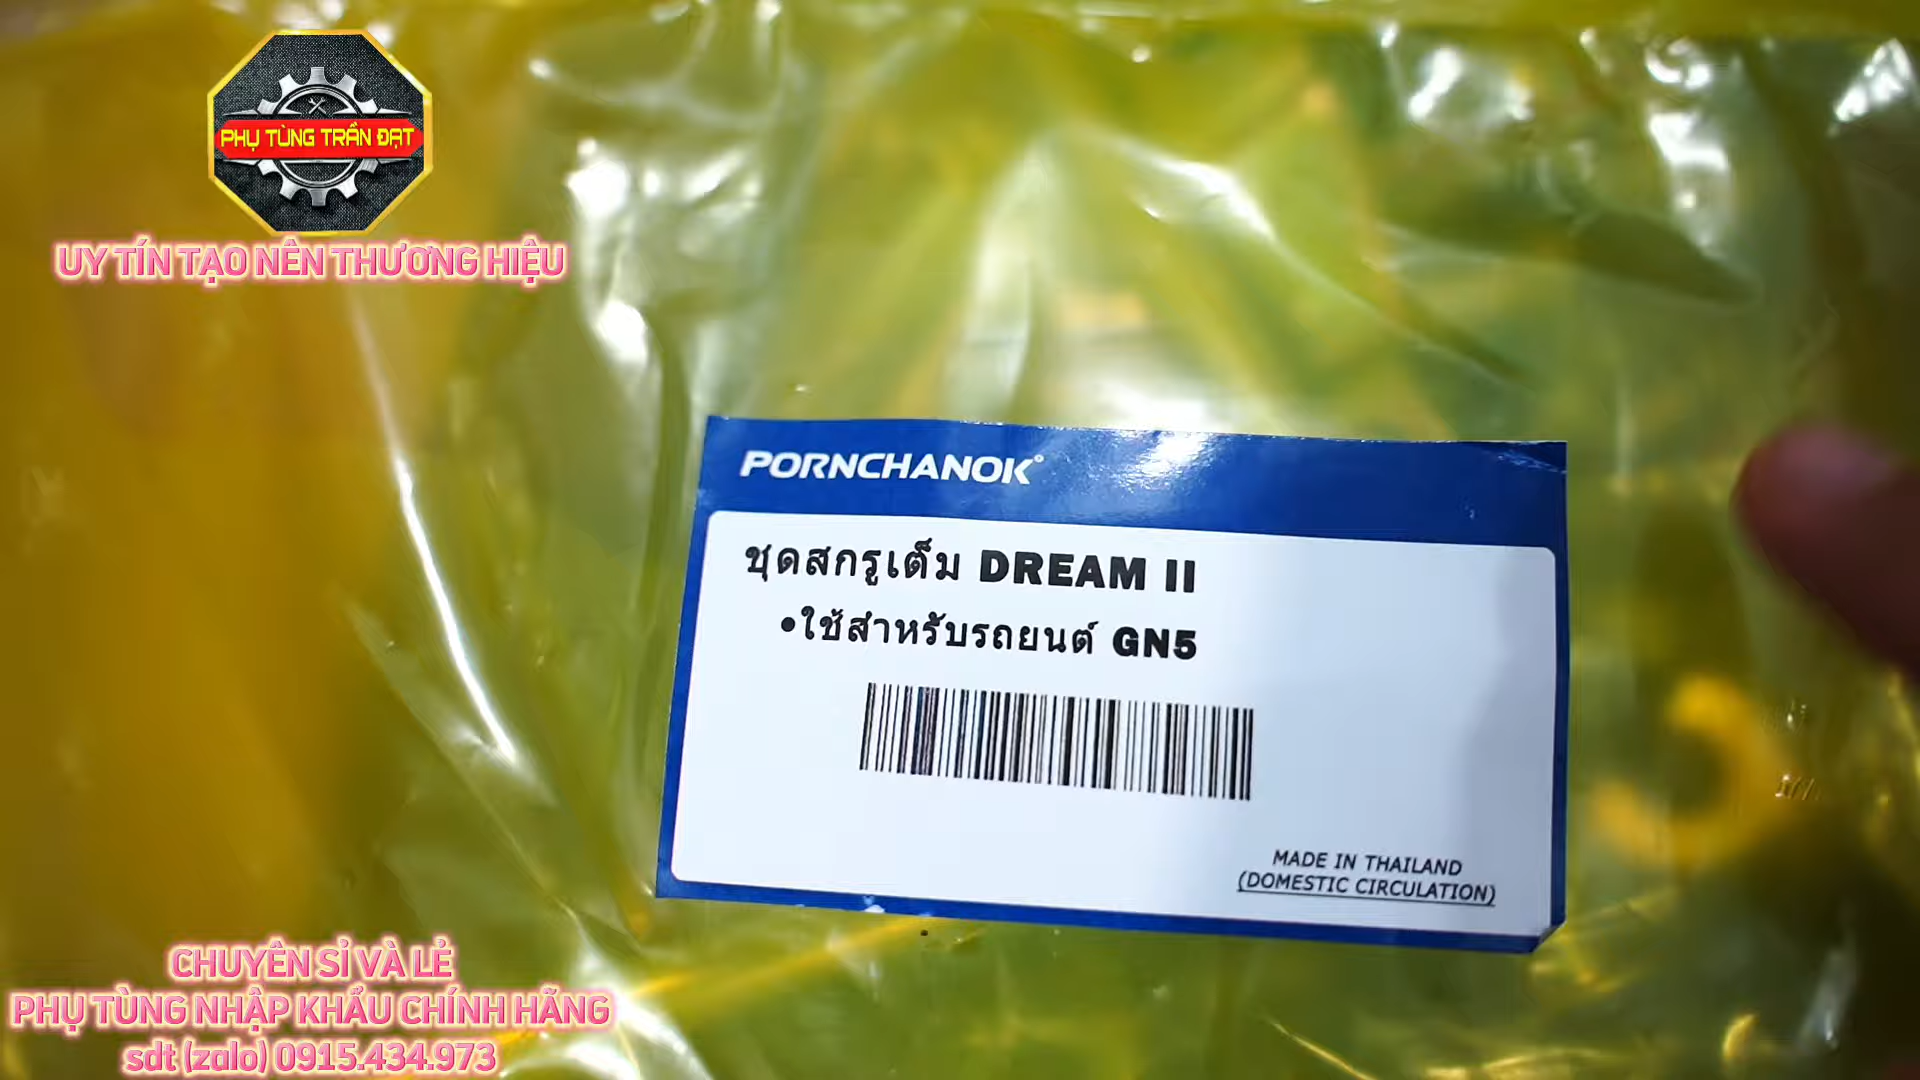 PHỤ TÙNG TRẦN ĐẠT
UY TÍN TẠO NÊN THƯƠNG HIỆU
PORNCHANOK
ชุดสกรูเต็ม DREAM II
•ใช้สำหรับรถยนต์ GN5
MADE IN THAILAND
(DOMESTIC CIRCULATION)
CHUYÊN SỈ VÀ LẺ
PHỤ TÙNG NHẬP KHẨU CHÍNH HÃNG
sdt (zalo) 0915.434.973